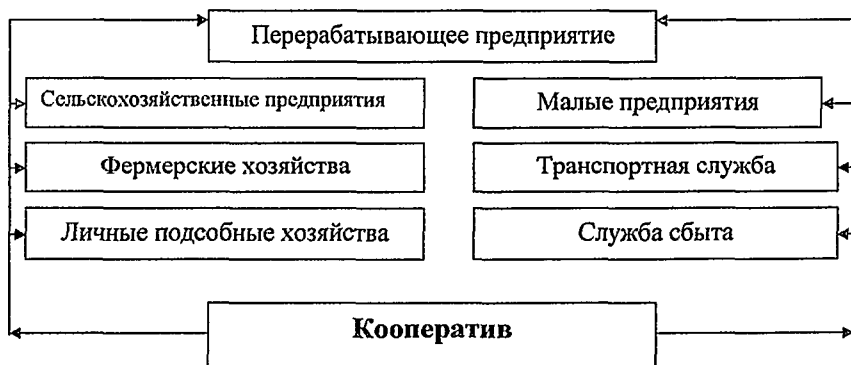 Перерабатывающее предприятие
Сельскохозяйственные предприятия
Малые предприятия
Фермерские хозяйства
Транспортная служба
Личные подсобные хозяйства
Служба сбыта
Кооператив